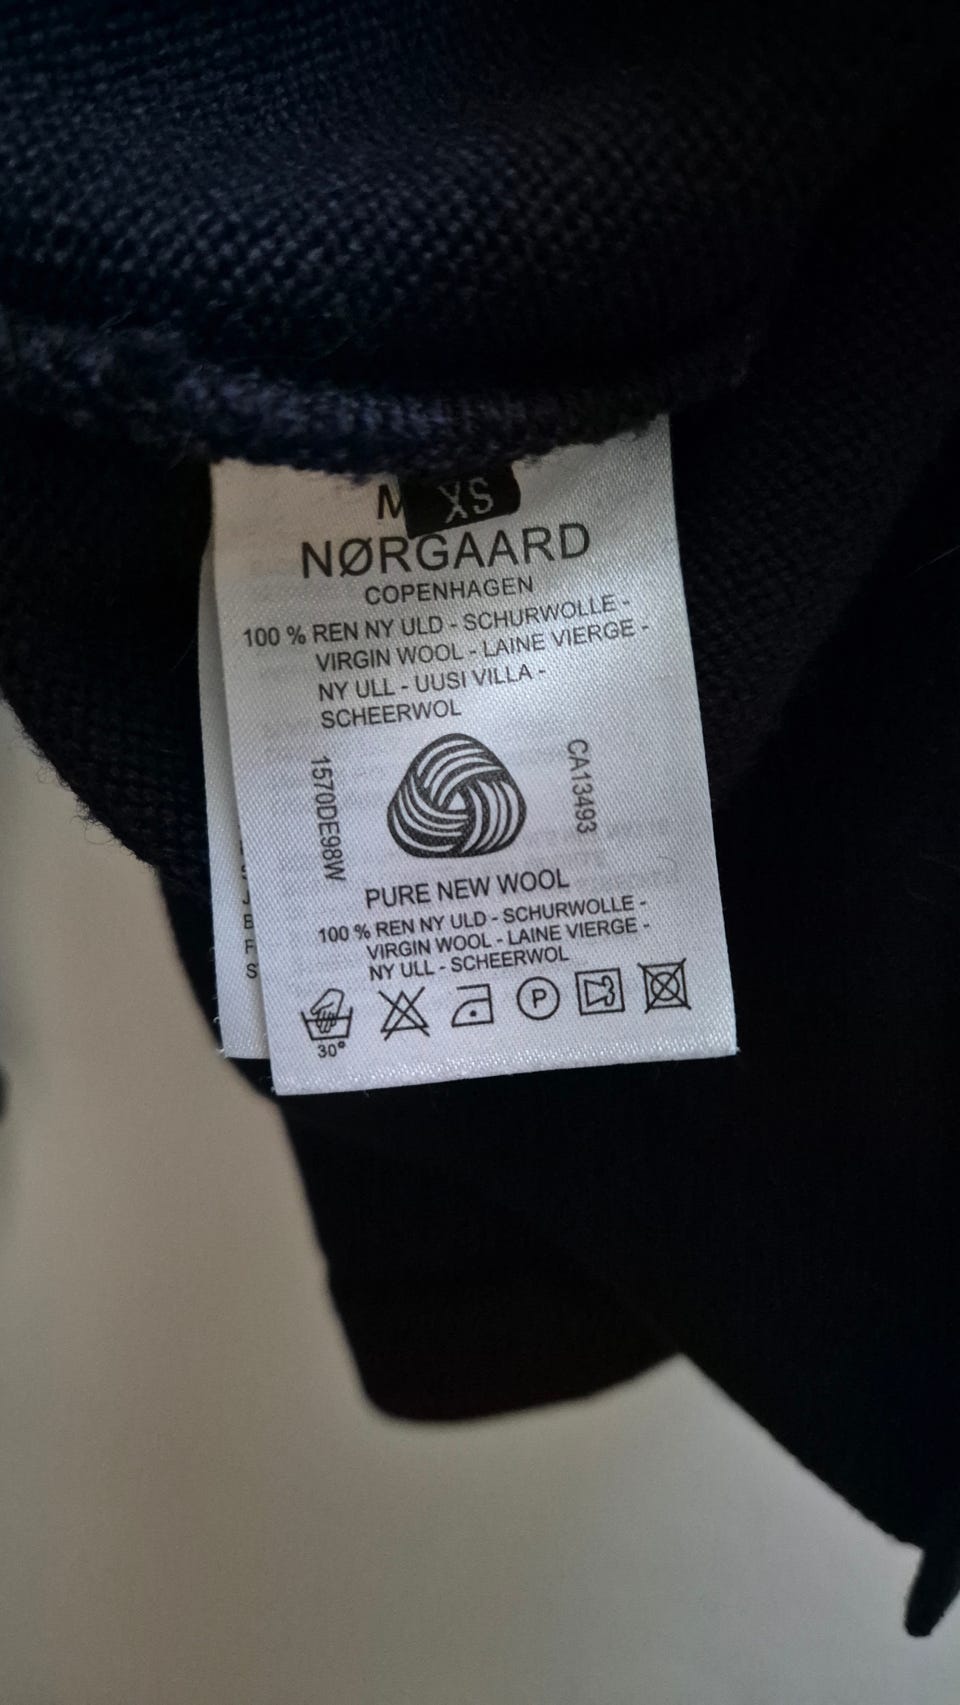 XS
M
NØRGAARD
COPENHAGEN
100 % REN NY ULD - SCHURWOLLE -
VIRGIN WOOL - LAINE VIERGE -
NY ULL - UUSI VILLA -
SCHEERWOL
1570DE98W
CA13493
PURE NEW WOOL
100 % REN NY ULD - SCHURWOLLE -
VIRGIN WOOL - LAINE VIERGE -
NY ULL - SCHEERWOL
P
30°
J
E
F
S